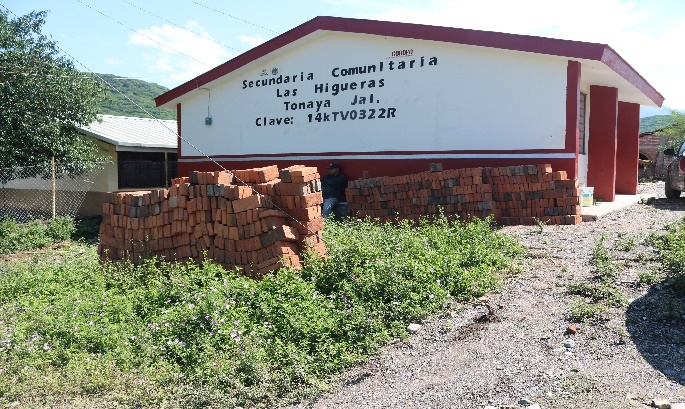 Secundaria Comunitaria
Las Higueras
Tonaya Jal.
Clave: 14kTV0322R